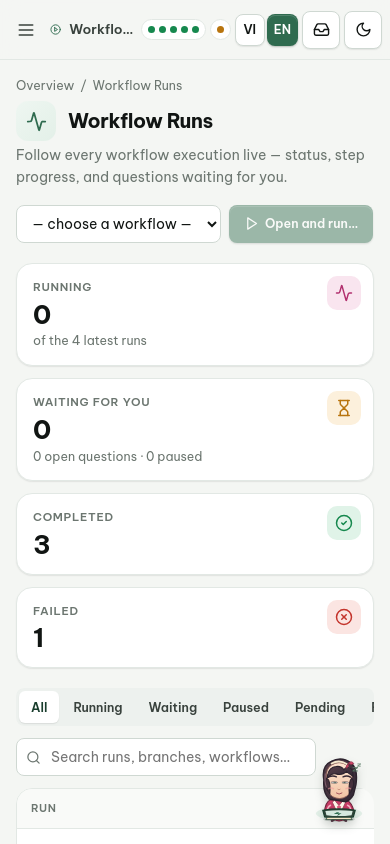 Workflo...
VI
EN
Overview / Workflow Runs
Workflow Runs
Follow every workflow execution live — status, step
progress, and questions waiting for you.
— choose a workflow —
Open and run...
RUNNING
0
of the 4 latest runs
WAITING FOR YOU
0
0 open questions · 0 paused
COMPLETED
3
FAILED
1
All
Running
Waiting
Paused
Pending
Search runs, branches, workflows...
RUN